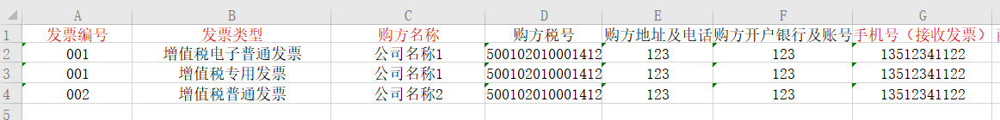 A B C D E F G
1 发票编号 发票类型 购方名称 购方税号 购方地址及电话 购方开户银行及账号 手机号（接收发票）
2 001 增值税电子普通发票 公司名称1 500102010001412 123 123 13512341122
3 001 增值税专用发票 公司名称1 500102010001412 123 123 13512341122
4 002 增值税普通发票 公司名称2 500102010001412 123 123 13512341122
5